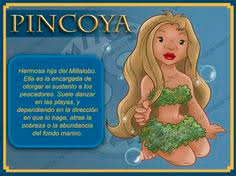 PINCOYA
Hermosa hija del Millalobo.
Ella es la encargada de
otorgar el sustento a los
pescadores. Suele danzar
en las playas, y
dependiendo en la dirección
en que lo haga, atrae la
pobreza o la abundancia
del fondo marino.